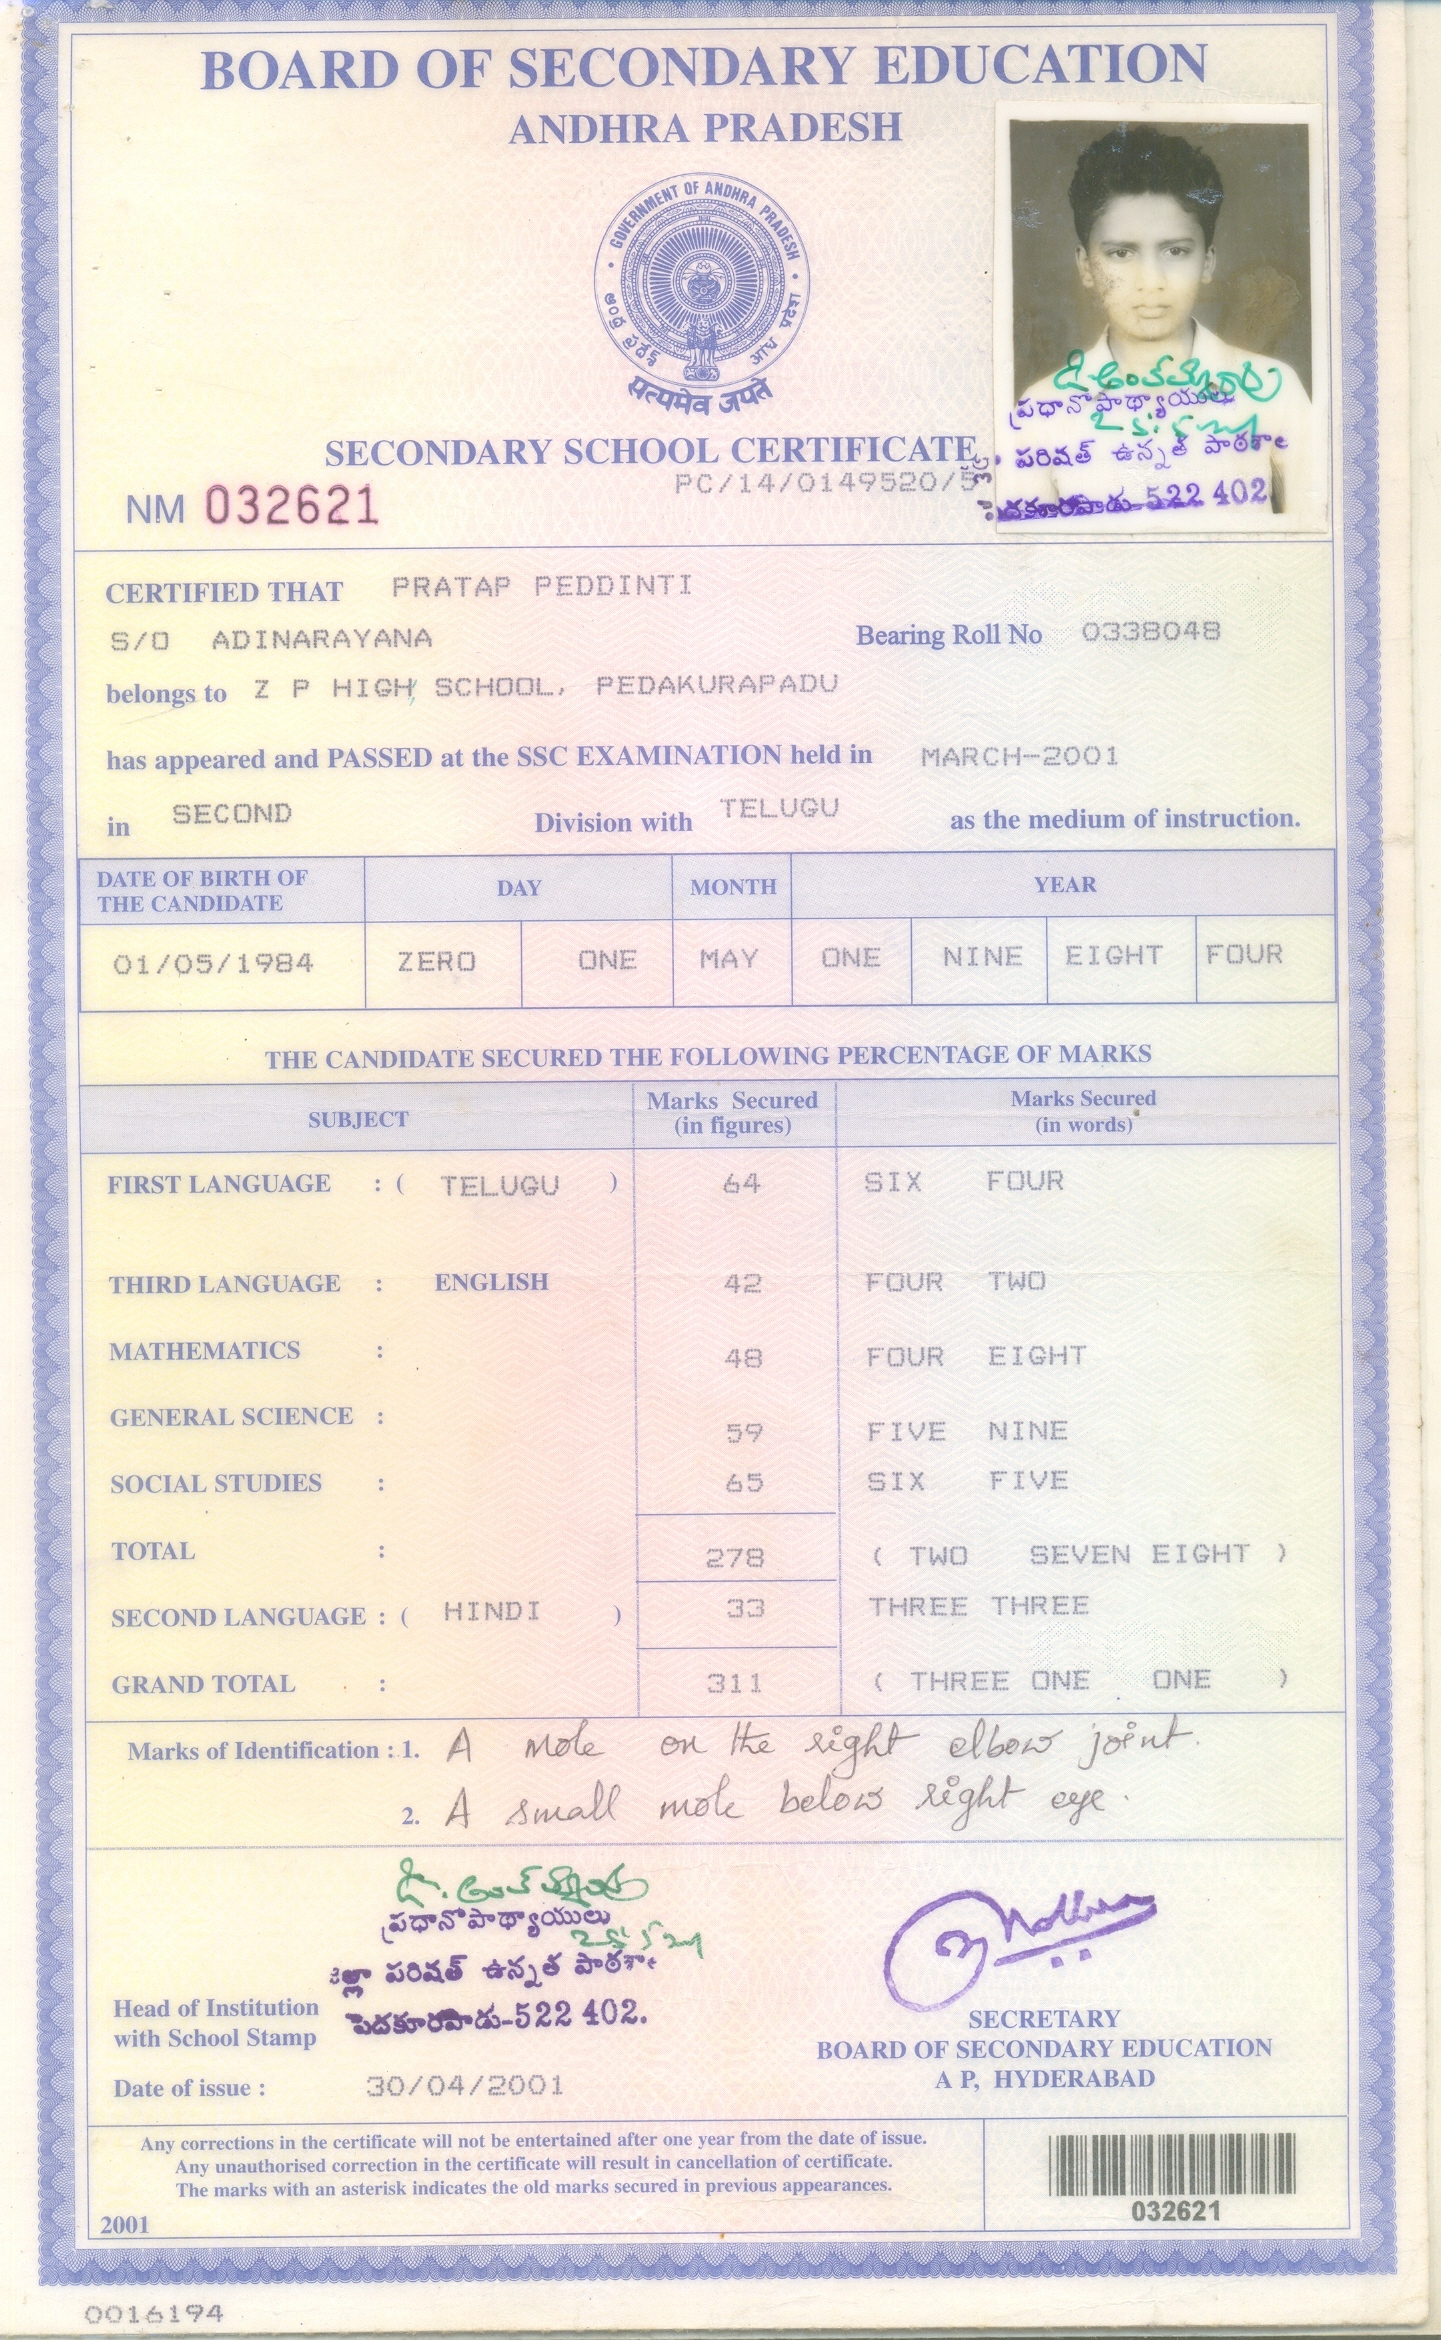 BOARD OF SECONDARY EDUCATION
ANDHRA PRADESH
GOVERNMENT OF ANDHRA PRADESH
ఆంధ్ర ప్రదేశ్
आंध्र प्रदेश
सत्यमेव जयते
SECONDARY SCHOOL CERTIFICATE
PC/14/0149520/5
NM 032621
ప్రధానోపాధ్యాయులు
పరిషత్ ఉన్నత పాఠశా
పెదకూరపాడు-522 402.
CERTIFIED THAT PRATAP PEDDINTI
S/O ADINARAYANA Bearing Roll No 0338048
belongs to Z P HIGH SCHOOL, PEDAKURAPADU
has appeared and PASSED at the SSC EXAMINATION held in MARCH-2001
in SECOND Division with TELUGU as the medium of instruction.
DATE OF BIRTH OF THE CANDIDATE DAY MONTH YEAR
01/05/1984 ZERO ONE MAY ONE NINE EIGHT FOUR
THE CANDIDATE SECURED THE FOLLOWING PERCENTAGE OF MARKS
SUBJECT Marks Secured (in figures) Marks Secured (in words)
FIRST LANGUAGE : ( TELUGU ) 64 SIX FOUR
THIRD LANGUAGE : ENGLISH 42 FOUR TWO
MATHEMATICS : 48 FOUR EIGHT
GENERAL SCIENCE : 59 FIVE NINE
SOCIAL STUDIES : 65 SIX FIVE
TOTAL : 278 ( TWO SEVEN EIGHT )
SECOND LANGUAGE : ( HINDI ) 33 THREE THREE
GRAND TOTAL : 311 ( THREE ONE ONE )
Marks of Identification : 1. A mole on the right elbow joint.
2. A small mole below right eye.
ప్రధానోపాధ్యాయులు
జిల్లా పరిషత్ ఉన్నత పాఠశా
పెదకూరపాడు-522 402.
Head of Institution
with School Stamp
Date of issue : 30/04/2001
SECRETARY
BOARD OF SECONDARY EDUCATION
A P, HYDERABAD
Any corrections in the certificate will not be entertained after one year from the date of issue.
Any unauthorised correction in the certificate will result in cancellation of certificate.
The marks with an asterisk indicates the old marks secured in previous appearances.
2001
032621
0016194